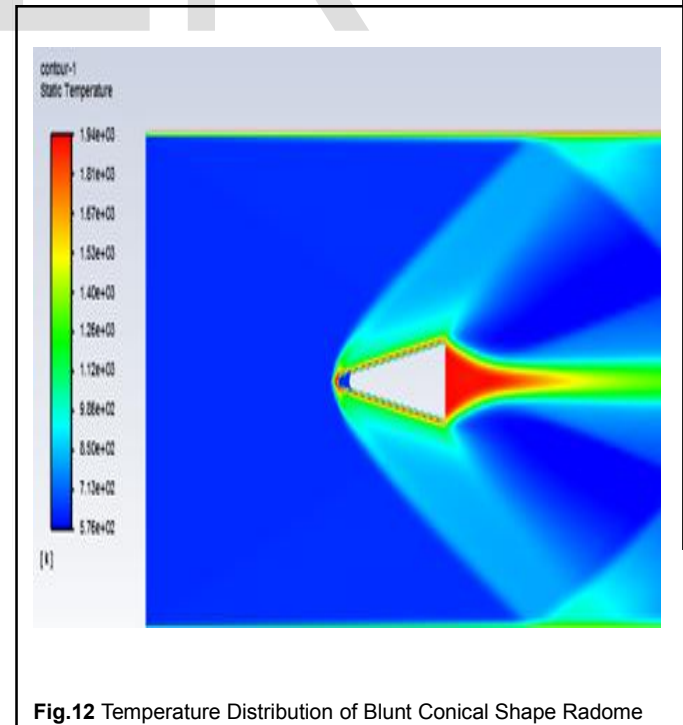 ER
contour-1
Static Temperature
1.94e+03
1.81e+03
1.67e+03
1.53e+03
1.40e+03
1.26e+03
1.12e+03
9.86e+02
8.50e+02
7.13e+02
5.76e+02
[k]
Fig.12 Temperature Distribution of Blunt Conical Shape Radome